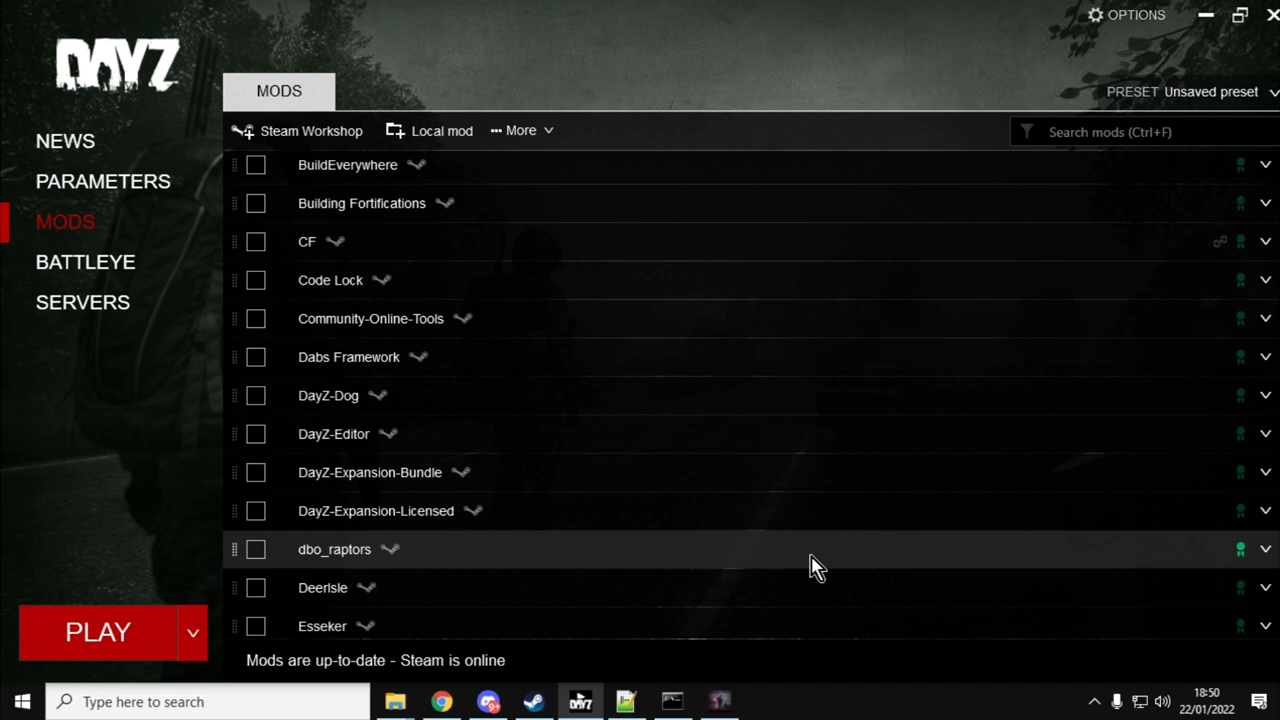 OPTIONS
DAYZ
MODS
PRESET Unsaved preset
Steam Workshop Local mod ··· More
Search mods (Ctrl+F)
NEWS
PARAMETERS
MODS
BATTLEYE
SERVERS
BuildEverywhere
Building Fortifications
CF
Code Lock
Community-Online-Tools
Dabs Framework
DayZ-Dog
DayZ-Editor
DayZ-Expansion-Bundle
DayZ-Expansion-Licensed
dbo_raptors
DeerIsle
Esseker
PLAY
Mods are up-to-date - Steam is online
Type here to search
9+
DAYZ
18:50
22/01/2022